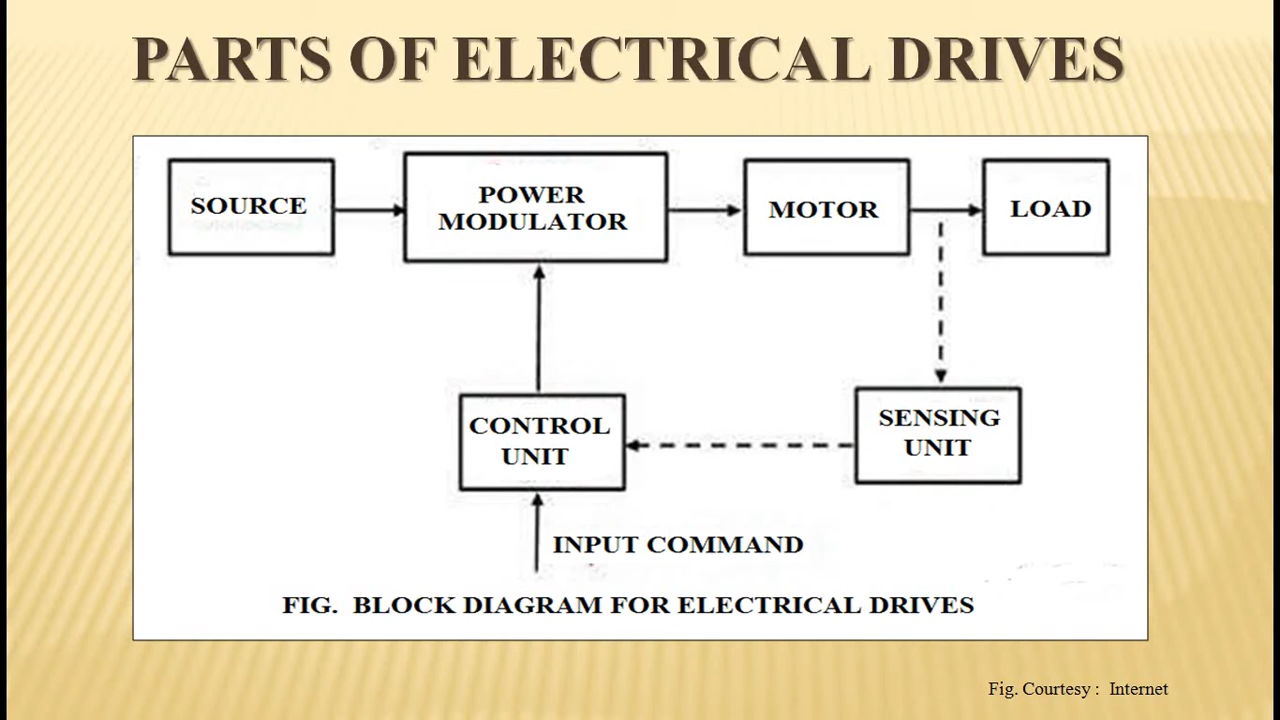 PARTS OF ELECTRICAL DRIVES
SOURCE
POWER
MODULATOR
MOTOR
LOAD
CONTROL
UNIT
SENSING
UNIT
INPUT COMMAND
FIG. BLOCK DIAGRAM FOR ELECTRICAL DRIVES
Fig. Courtesy : Internet